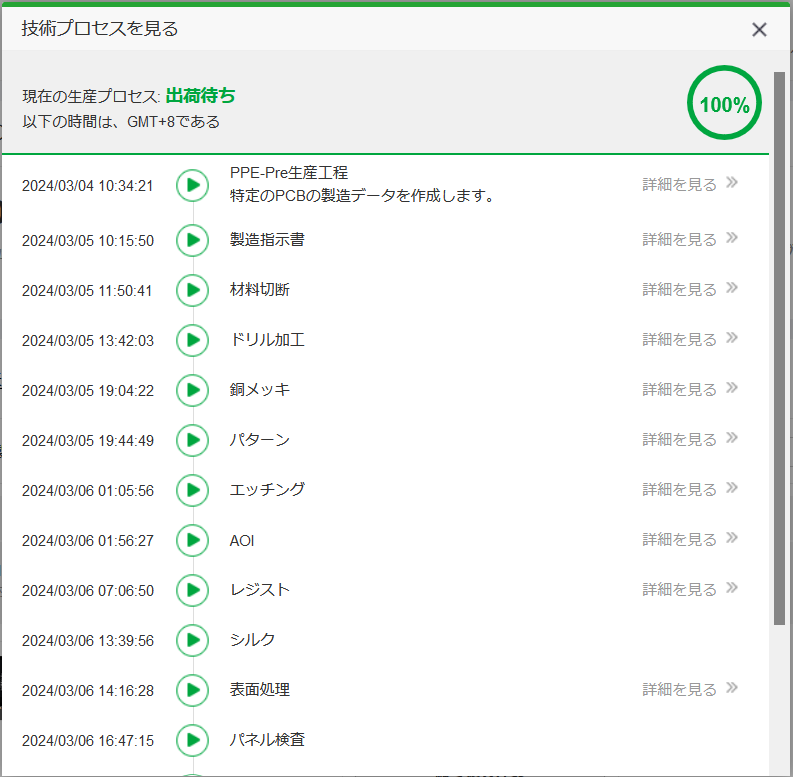 技術プロセスを見る
現在の生産プロセス: 出荷待ち
以下の時間は、GMT+8である
100%
2024/03/04 10:34:21 PPE-Pre生産工程 詳細を見る »
特定のPCBの製造データを作成します。
2024/03/05 10:15:50 製造指示書 詳細を見る »
2024/03/05 11:50:41 材料切断 詳細を見る »
2024/03/05 13:42:03 ドリル加工 詳細を見る »
2024/03/05 19:04:22 銅メッキ 詳細を見る »
2024/03/05 19:44:49 パターン 詳細を見る »
2024/03/06 01:05:56 エッチング 詳細を見る »
2024/03/06 01:56:27 AOI 詳細を見る »
2024/03/06 07:06:50 レジスト 詳細を見る »
2024/03/06 13:39:56 シルク
2024/03/06 14:16:28 表面処理 詳細を見る »
2024/03/06 16:47:15 パネル検査